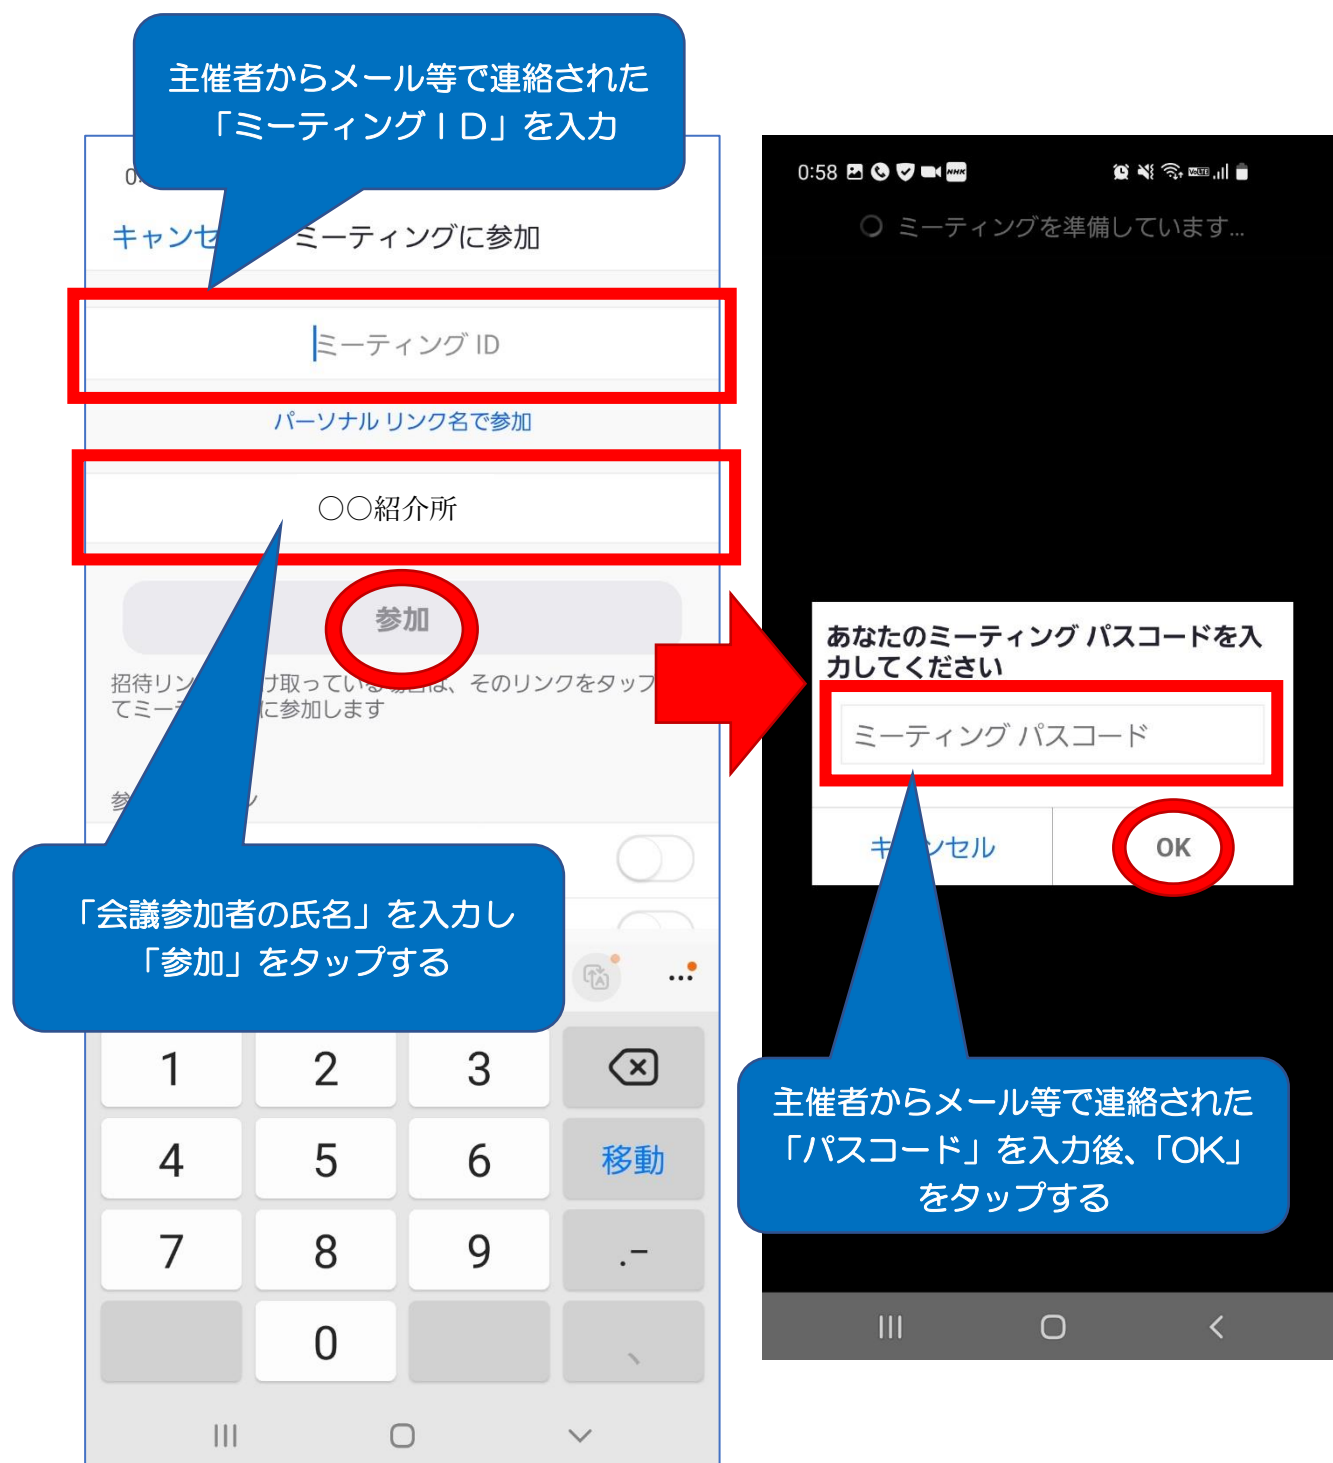 主催者からメール等で連絡された
「ミーティングＩＤ」を入力
キャンセ
ミーティングに参加
ミーティング ID
パーソナル リンク名で参加
〇〇紹介所
参加
招待リン
け取っている場合は、そのリンクをタップ
てミー
に参加します
参
「会議参加者の氏名」を入力し
「参加」をタップする
1 2 3
4 5 6 移動
7 8 9 .-
0 、
0:58 NHK VoLTE
ミーティングを準備しています...
あなたのミーティング パスコードを入
力してください
ミーティング パスコード
キャンセル OK
主催者からメール等で連絡された
「パスコード」を入力後、「OK」
をタップする